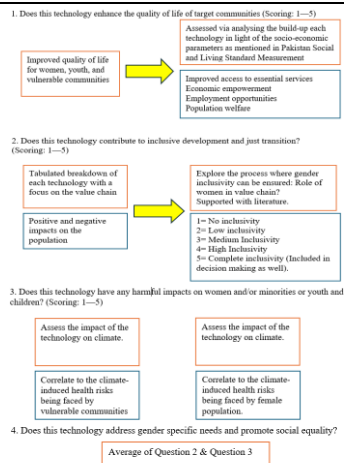 1. Does this technology enhance the quality of life of target communities (Scoring: 1—5)
Improved quality of life
for women, youth, and
vulnerable communities
Assessed via analysing the build-up each
technology in light of the socio-economic
parameters as mentioned in Pakistan Social
and Living Standard Measurement
Improved access to essential services
Economic empowerment
Employment opportunities
Population welfare
2. Does this technology contribute to inclusive development and just transition?
(Scoring: 1—5)
Tabulated breakdown of
each technology with a
focus on the value chain
Positive and negative
impacts on the
population
Explore the process where gender
inclusivity can be ensured: Role of
women in value chain?
Supported with literature.
1= No inclusivity
2= Low inclusivity
3= Medium Inclusivity
4= High Inclusivity
5= Complete inclusivity (Included in
decision making as well).
3. Does this technology have any harmful impacts on women and/or minorities or youth and
children? (Scoring: 1—5)
Assess the impact of the
technology on climate.
Correlate to the climate-
induced health risks
being faced by
vulnerable communities
Assess the impact of the
technology on climate.
Correlate to the climate-
induced health risks
being faced by female
population.
4. Does this technology address gender specific needs and promote social equality?
Average of Question 2 & Question 3